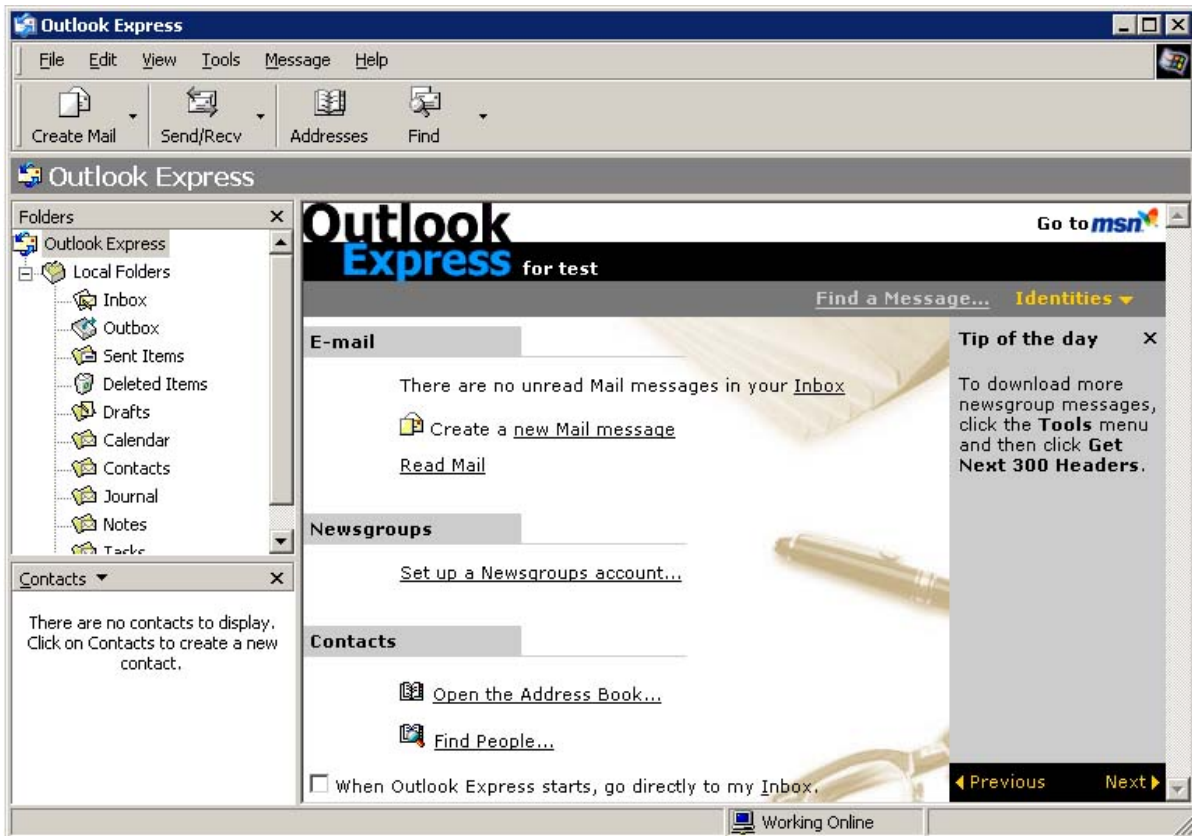 Outlook Express
File Edit View Tools Message Help
Create Mail Send/Recv Addresses Find
Outlook Express
Folders
Outlook Express
Local Folders
Inbox
Outbox
Sent Items
Deleted Items
Drafts
Calendar
Contacts
Journal
Notes
Tasks
Contacts
There are no contacts to display.
Click on Contacts to create a new
contact.
Outlook
Express for test
Go to msn
Find a Message... Identities
E-mail
There are no unread Mail messages in your Inbox
Create a new Mail message
Read Mail
Newsgroups
Set up a Newsgroups account...
Contacts
Open the Address Book...
Find People...
When Outlook Express starts, go directly to my Inbox.
Tip of the day
To download more
newsgroup messages,
click the Tools menu
and then click Get
Next 300 Headers.
Previous Next
Working Online